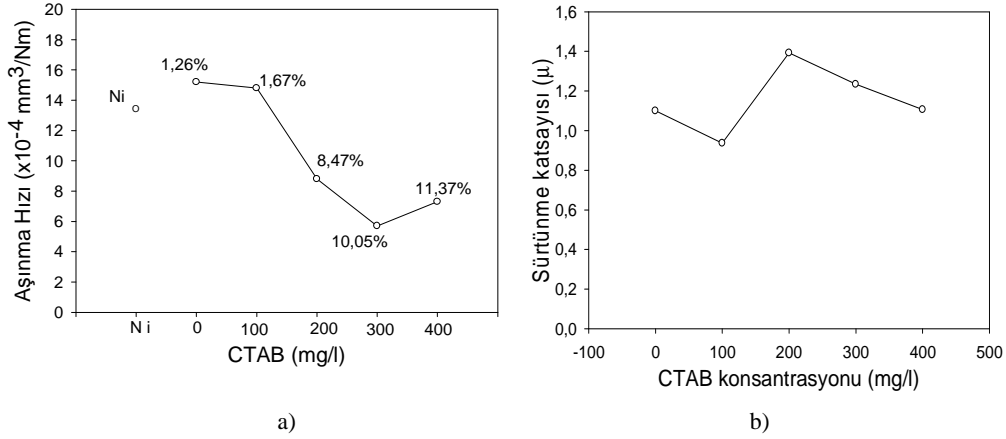 Aşınma Hızı (x10⁻⁴ mm³/Nm)
20
18
16
14
12
10
8
6
4
2
0
Ni
1,26%
1,67%
8,47%
10,05%
11,37%
N i 0 100 200 300 400
CTAB (mg/l)
a)
Sürtünme katsayısı (µ)
1,6
1,4
1,2
1,0
0,8
0,6
0,4
0,2
0,0
-100 0 100 200 300 400 500
CTAB konsantrasyonu (mg/l)
b)